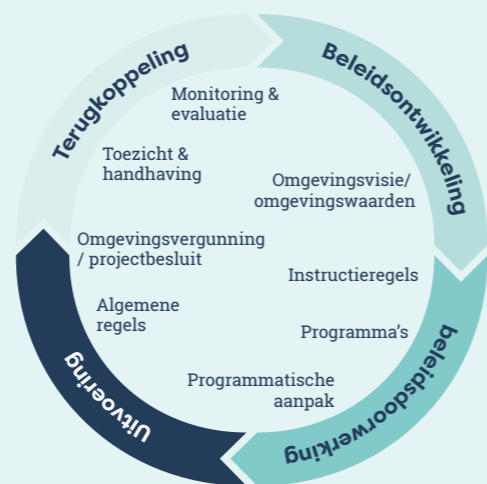 Terugkoppeling
Beleidsontwikkeling
beleidsdoorwerking
Uitvoering
Monitoring &
evaluatie
Toezicht &
handhaving
Omgevingsvisie/
omgevingswaarden
Omgevingsvergunning
/ projectbesluit
Instructieregels
Algemene
regels
Programma's
Programmatische
aanpak